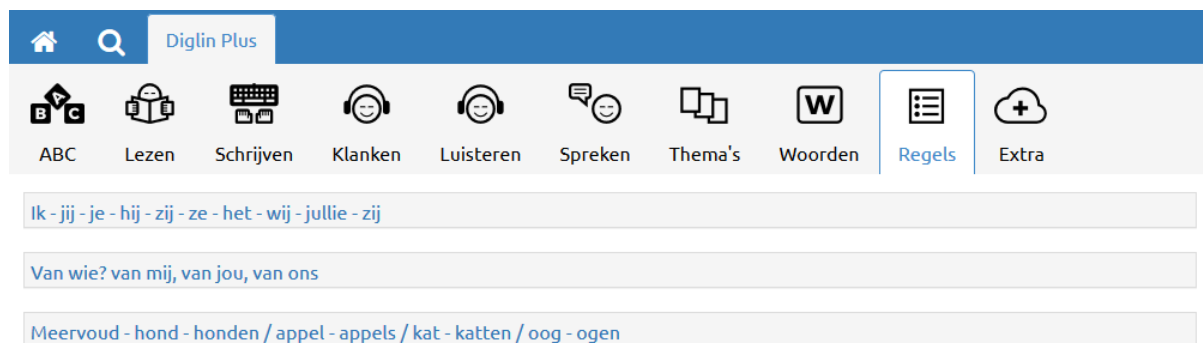 Diglin Plus
ABC Lezen Schrijven Klanken Luisteren Spreken Thema's Woorden Regels Extra
Ik - jij - je - hij - zij - ze - het - wij - jullie - zij
Van wie? van mij, van jou, van ons
Meervoud - hond - honden / appel - appels / kat - katten / oog - ogen